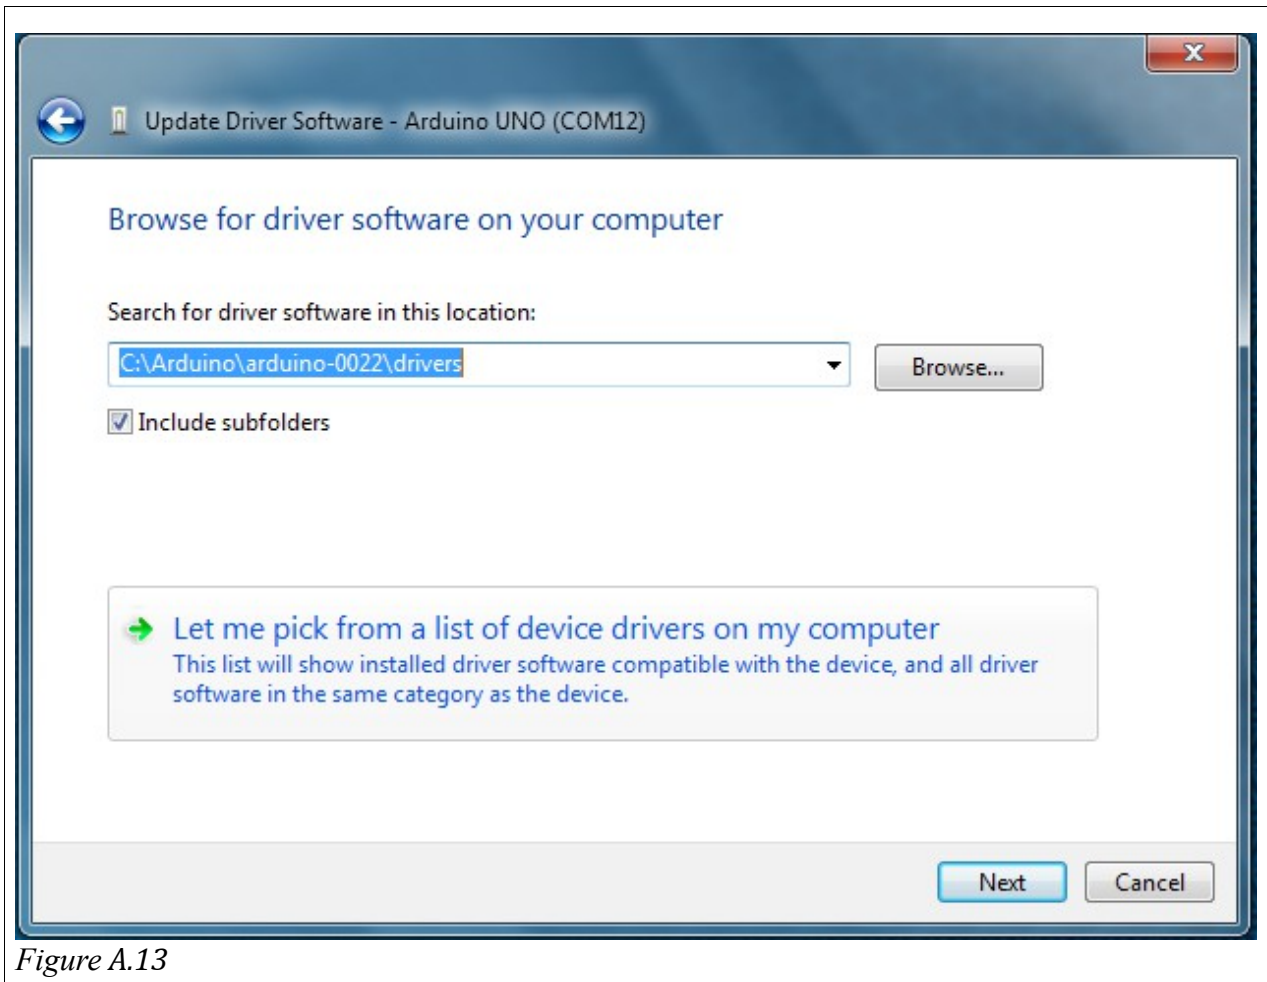 X
Update Driver Software - Arduino UNO (COM12)
Browse for driver software on your computer
Search for driver software in this location:
C:\Arduino\arduino-0022\drivers
Browse...
Include subfolders
Let me pick from a list of device drivers on my computer
This list will show installed driver software compatible with the device, and all driver
software in the same category as the device.
Next
Cancel
Figure A.13